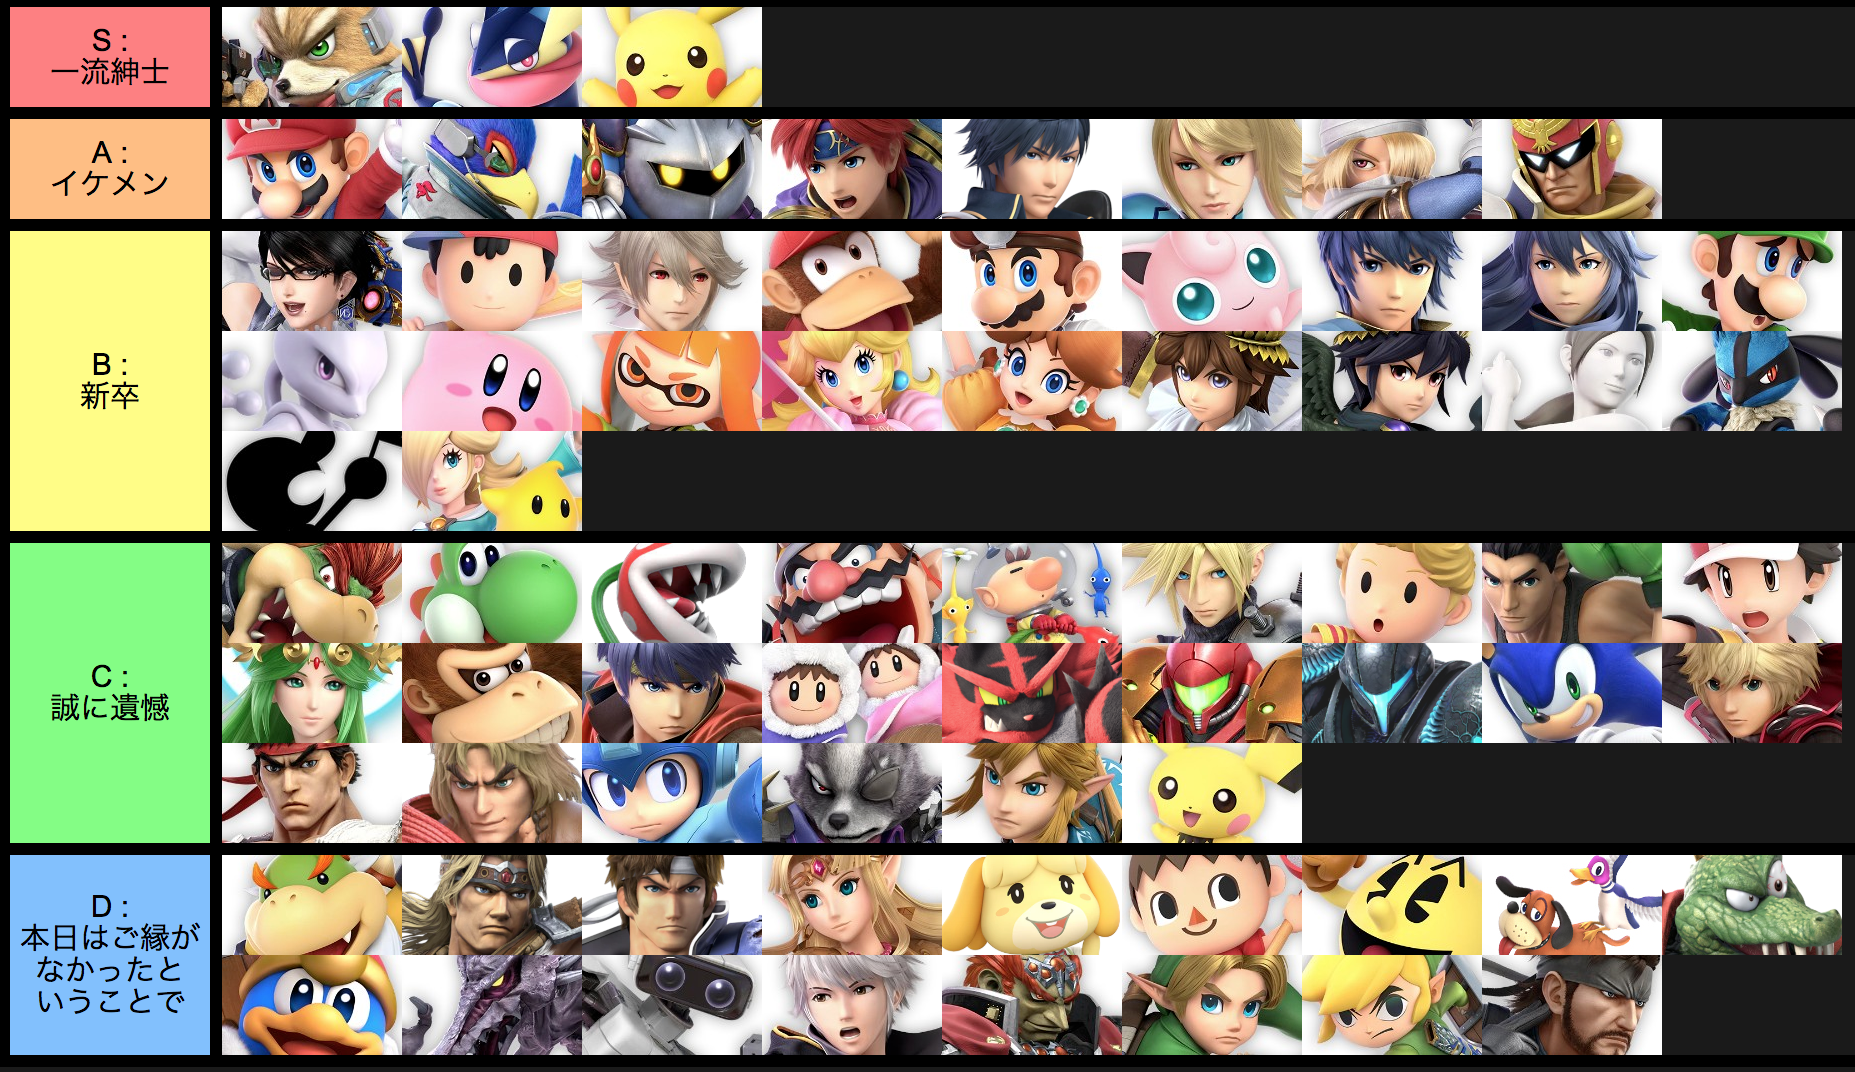 S :
一流紳士
A :
イケメン
B :
新卒
C :
誠に遺憾
D :
本日はご縁が
なかったと
いうことで